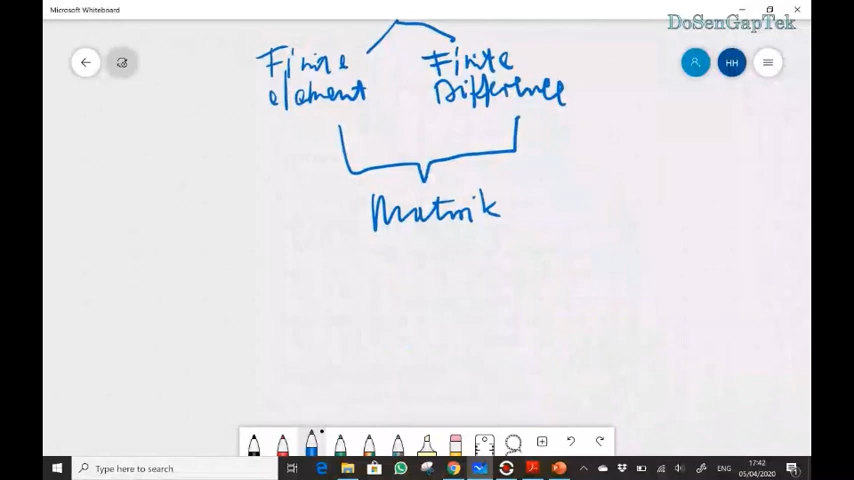 Microsoft Whiteboard
DoSenGapTek
HH
Finite
element
Finite
Difference
Matrik
Type here to search
ENG
17:42
05/04/2020